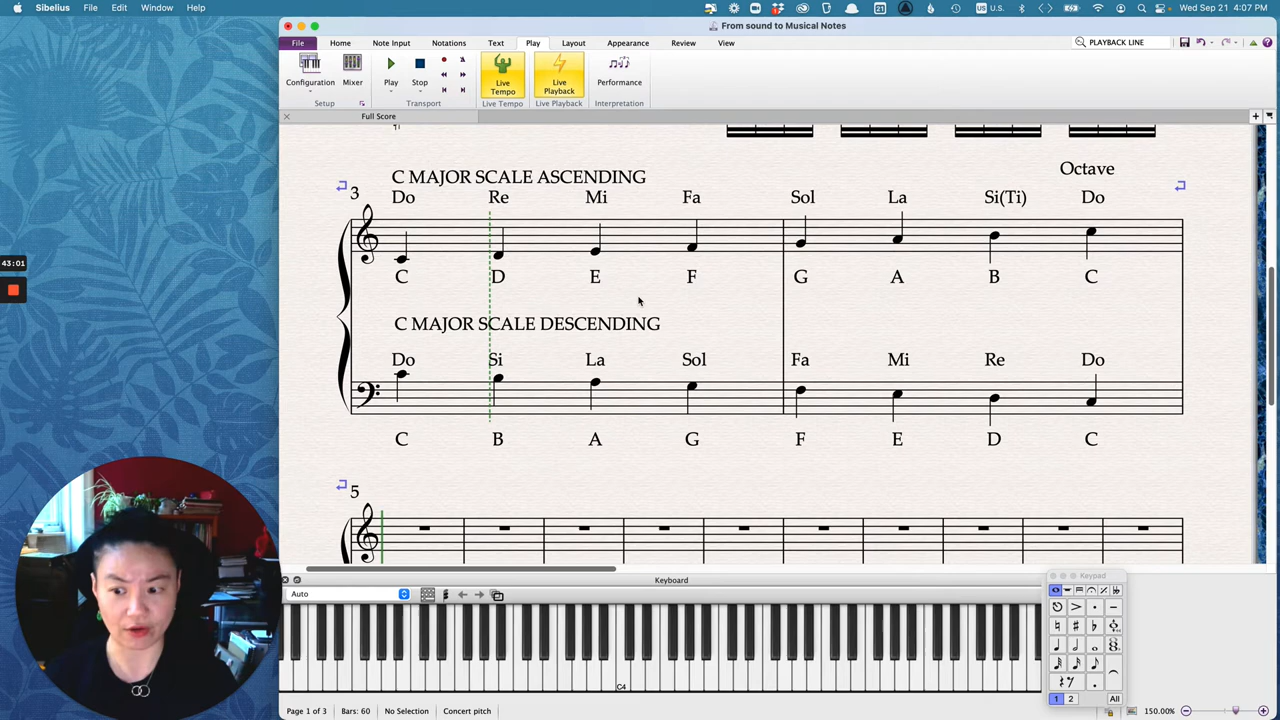 Sibelius File Edit Window Help
21 U.S. Wed Sep 21 4:07 PM
From sound to Musical Notes
File Home Note Input Notations Text Play Layout Appearance Review View PLAYBACK LINE
Configuration Mixer Play Stop Live Tempo Live Playback Performance
Setup Transport Live Tempo Live Playback Interpretation
Full Score
Octave
C MAJOR SCALE ASCENDING
3
Do Re Mi Fa Sol La Si(Ti) Do
43:01
C D E F G A B C
C MAJOR SCALE DESCENDING
Do Si La Sol Fa Mi Re Do
C B A G F E D C
5
Keyboard
Keypad
Auto
C4
1 2 All
Page 1 of 3 Bars: 60 No Selection Concert pitch 150.00%